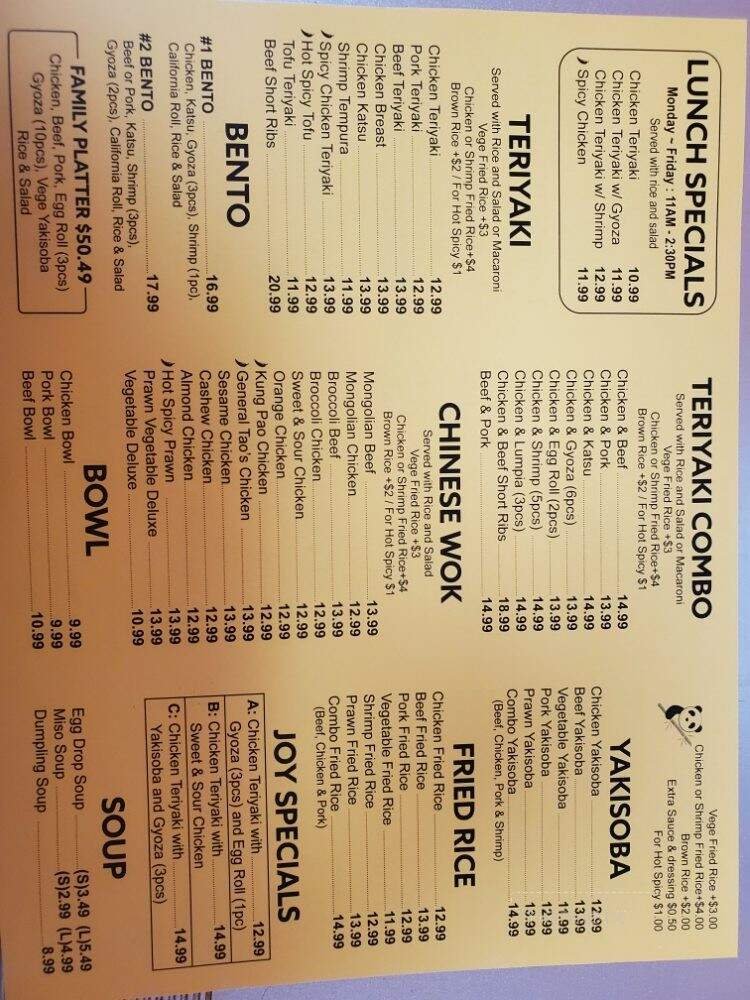 LUNCH SPECIALS
Monday ~ Friday : 11AM - 2:30PM
Served with rice and salad
Chicken Teriyaki 10.99
Chicken Teriyaki w/ Gyoza 11.99
Chicken Teriyaki w/ Shrimp 12.99
Spicy Chicken 11.99
TERIYAKI
Served with Rice and Salad or Macaroni
Vege Fried Rice +$3
Chicken or Shrimp Fried Rice+$4
Brown Rice +$2 / For Hot Spicy $1
Chicken Teriyaki 12.99
Pork Teriyaki 12.99
Beef Teriyaki 13.99
Chicken Breast 13.99
Chicken Katsu 13.99
Shrimp Tempura 11.99
Spicy Chicken Teriyaki 13.99
Hot Spicy Tofu 12.99
Tofu Teriyaki 11.99
Beef Short Ribs 20.99
BENTO
#1 BENTO 16.99
Chicken, Katsu, Gyoza (3pcs), Shrimp (1pc),
California Roll, Rice & Salad
#2 BENTO 17.99
Beef or Pork, Katsu, Shrimp (3pcs),
Gyoza (2pcs), California Roll, Rice & Salad
FAMILY PLATTER $50.49
Chicken, Beef, Pork, Egg Roll (3pcs)
Gyoza (10pcs), Vege Yakisoba
Rice & Salad
TERIYAKI COMBO
Served with Rice and Salad or Macaroni
Vege Fried Rice +$3
Chicken or Shrimp Fried Rice+$4
Brown Rice +$2 / For Hot Spicy $1
Chicken & Beef 14.99
Chicken & Pork 13.99
Chicken & Katsu 14.99
Chicken & Gyoza (6pcs) 13.99
Chicken & Egg Roll (2pcs) 13.99
Chicken & Shrimp (5pcs) 14.99
Chicken & Lumpia (3pcs) 14.99
Chicken & Beef Short Ribs 18.99
Beef & Pork 14.99
CHINESE WOK
Served with Rice and Salad
Vege Fried Rice +$3
Chicken or Shrimp Fried Rice+$4
Brown Rice +$2 / For Hot Spicy $1
Mongolian Beef 13.99
Mongolian Chicken 12.99
Broccoli Beef 13.99
Broccoli Chicken 12.99
Sweet & Sour Chicken 12.99
Orange Chicken 12.99
Kung Pao Chicken 12.99
General Tao's Chicken 13.99
Sesame Chicken 13.99
Cashew Chicken 12.99
Almond Chicken 12.99
Hot Spicy Prawn 13.99
Prawn Vegetable Deluxe 13.99
Vegetable Deluxe 10.99
BOWL
Chicken Bowl 9.99
Pork Bowl 9.99
Beef Bowl 10.99
Vege Fried Rice +$3.00
Chicken or Shrimp Fried Rice+$4.00
Brown Rice +$2.00
Extra Sauce & dressing $0.50
For Hot Spicy $1.00
YAKISOBA
Chicken Yakisoba 12.99
Beef Yakisoba 13.99
Vegetable Yakisoba 11.99
Pork Yakisoba 12.99
Prawn Yakisoba 13.99
Combo Yakisoba 14.99
(Beef, Chicken, Pork & Shrimp)
FRIED RICE
Chicken Fried Rice 12.99
Beef Fried Rice 13.99
Pork Fried Rice 12.99
Vegetable Fried Rice 11.99
Shrimp Fried Rice 12.99
Prawn Fried Rice 13.99
Combo Fried Rice 14.99
(Beef, Chicken & Pork)
JOY SPECIALS
A: Chicken Teriyaki with 12.99
Gyoza (3pcs) and Egg Roll (1pc)
B: Chicken Teriyaki with 14.99
Sweet & Sour Chicken
C: Chicken Teriyaki with 14.99
Yakisoba and Gyoza (3pcs)
SOUP
Egg Drop Soup (S)3.49 (L)5.49
Miso Soup (S)2.99 (L)4.99
Dumpling Soup 8.99